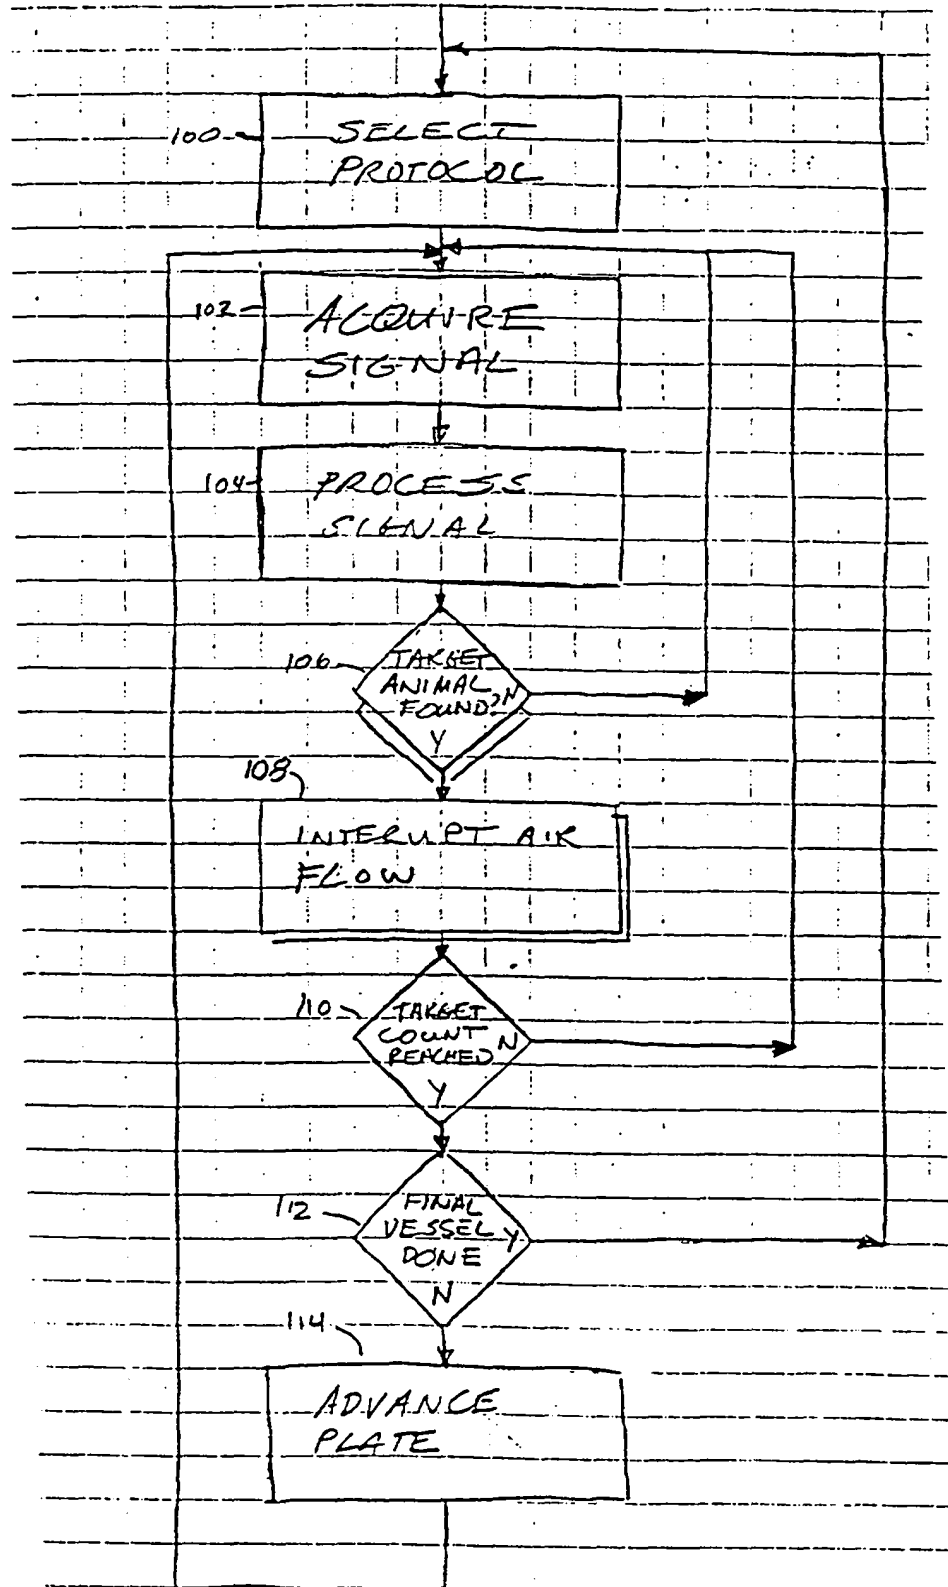 100
SELECT
PROTOCOL
102
ACQUIRE
SIGNAL
104
PROCESS
SIGNAL
106
TARGET
ANIMAL
FOUND? N
Y
108
INTERUPT AIR
FLOW
110
TARGET
COUNT N
REACHED
Y
112
FINAL
VESSEL Y
DONE
N
114
ADVANCE
PLATE